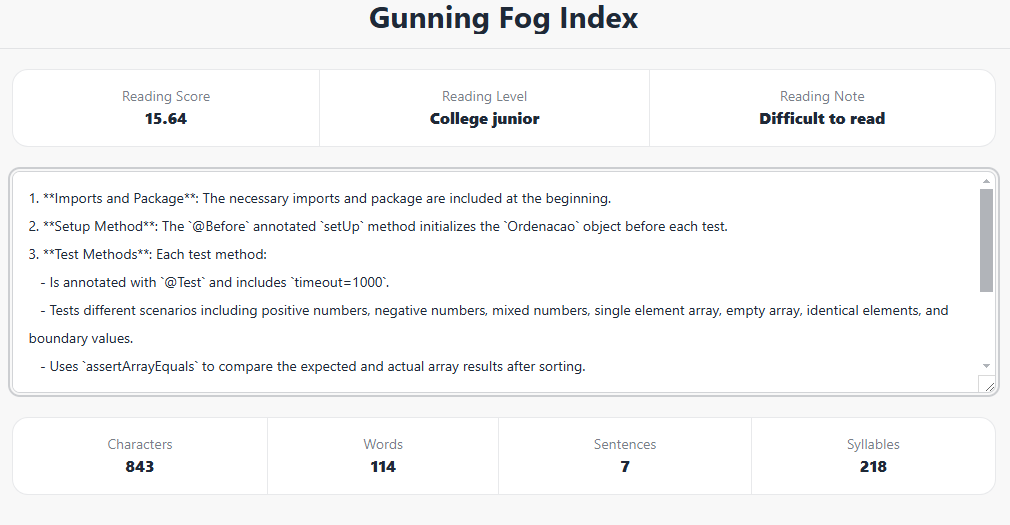 Gunning Fog Index
Reading Score
15.64
Reading Level
College junior
Reading Note
Difficult to read
1. **Imports and Package**: The necessary imports and package are included at the beginning.
2. **Setup Method**: The `@Before` annotated `setUp` method initializes the `Ordenacao` object before each test.
3. **Test Methods**: Each test method:
- Is annotated with `@Test` and includes `timeout=1000`.
- Tests different scenarios including positive numbers, negative numbers, mixed numbers, single element array, empty array, identical elements, and
boundary values.
- Uses `assertArrayEquals` to compare the expected and actual array results after sorting.
Characters
843
Words
114
Sentences
7
Syllables
218